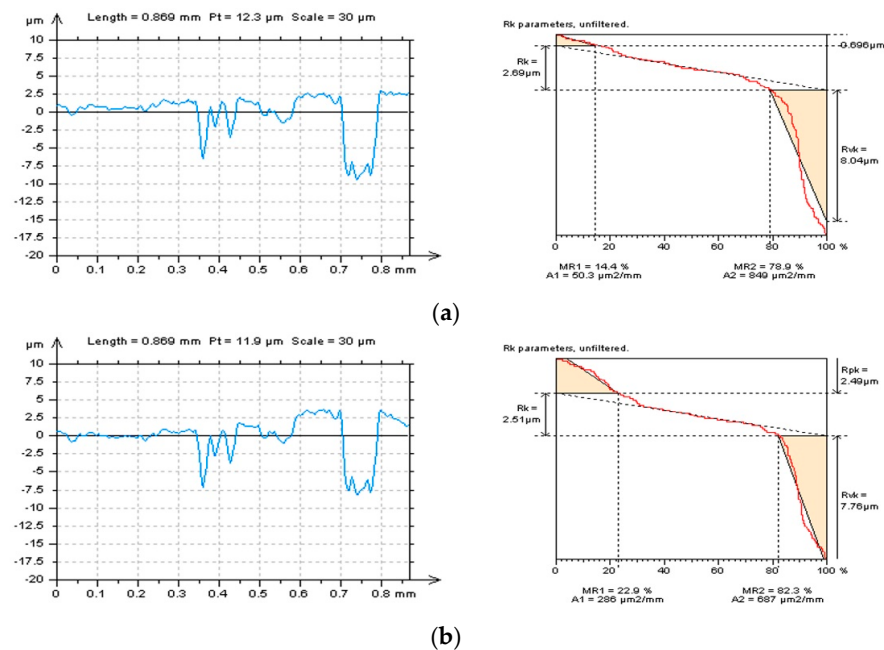 µm Length = 0.869 mm Pt = 12.3 µm Scale = 30 µm
10
7.5
5
2.5
0
-2.5
-5
-7.5
-10
-12.5
-15
-17.5
-20
0 0.1 0.2 0.3 0.4 0.5 0.6 0.7 0.8 mm
Rk parameters, unfiltered.
Rk =
2.69µm
0.696µm
Rvk =
8.04µm
0 20 40 60 80 100 %
MR1 = 14.4 % MR2 = 78.9 %
A1 = 50.3 µm2/mm A2 = 849 µm2/mm
(a)
µm Length = 0.869 mm Pt = 11.9 µm Scale = 30 µm
10
7.5
5
2.5
0
-2.5
-5
-7.5
-10
-12.5
-15
-17.5
-20
0 0.1 0.2 0.3 0.4 0.5 0.6 0.7 0.8 mm
Rk parameters, unfiltered.
Rk =
2.51µm
Rpk =
2.49µm
Rvk =
7.76µm
0 20 40 60 80 100 %
MR1 = 22.9 % MR2 = 82.3 %
A1 = 286 µm2/mm A2 = 687 µm2/mm
(b)